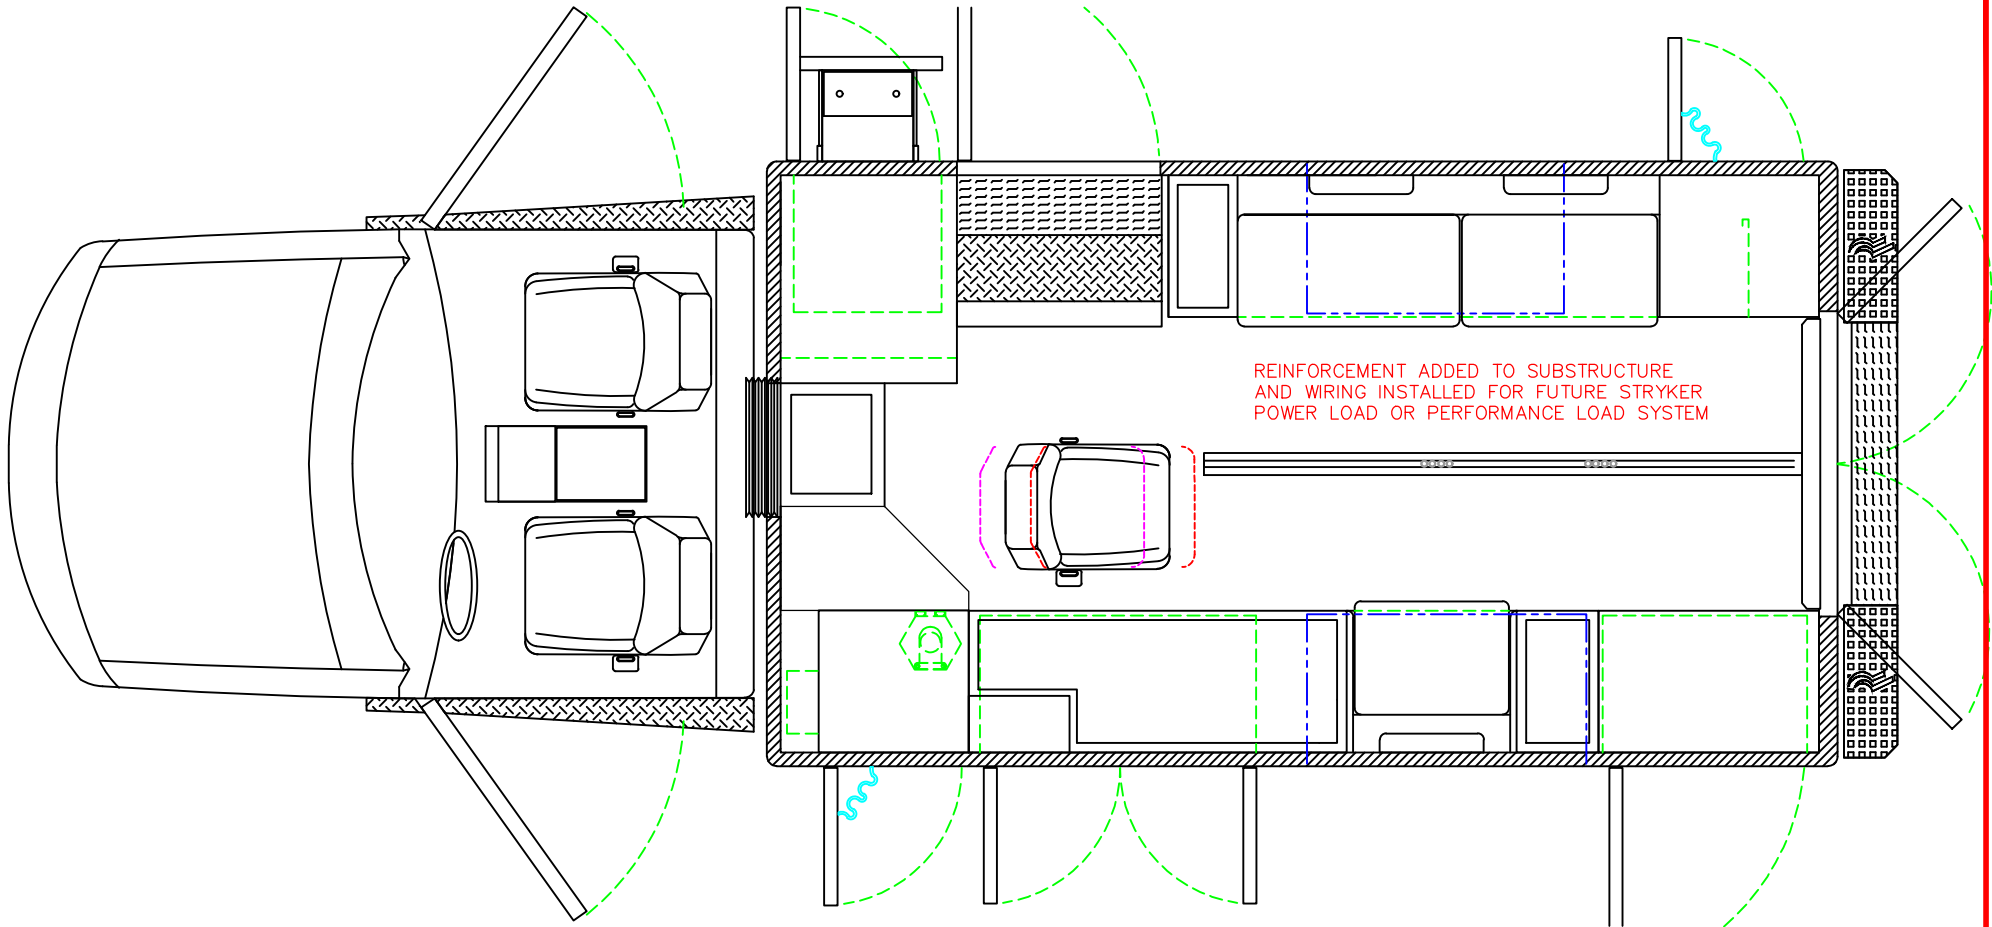 REINFORCEMENT ADDED TO SUBSTRUCTURE
AND WIRING INSTALLED FOR FUTURE STRYKER
POWER LOAD OR PERFORMANCE LOAD SYSTEM